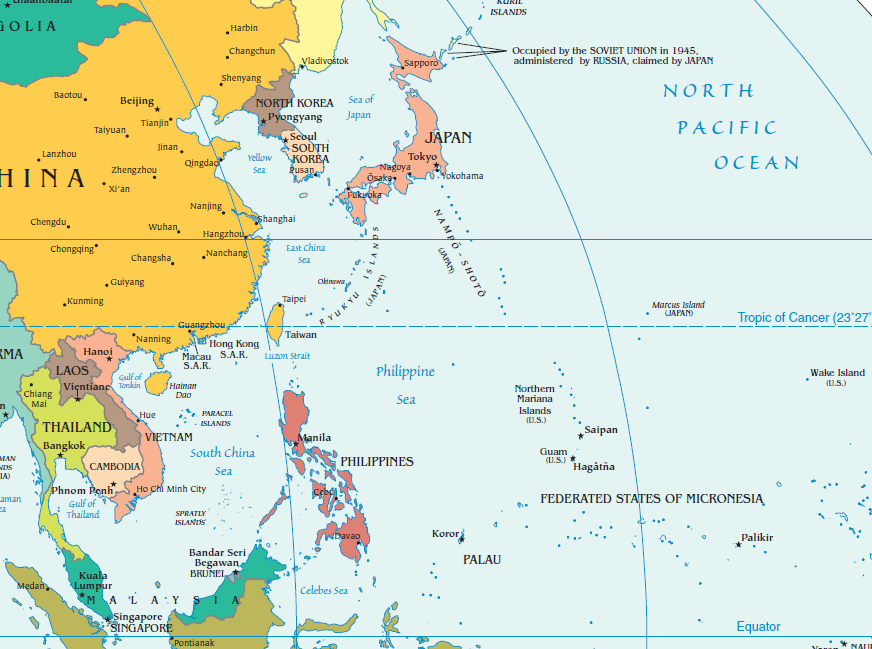 KURIL
ISLANDS
GOLIA
Harbin
Changchun
Vladivostok
Occupied by the SOVIET UNION in 1945,
administered by RUSSIA, claimed by JAPAN
Sapporo
Shenyang
NORTH
Baotou
Beijing
NORTH KOREA
Sea of
Japan
Pyongyang
PACIFIC
Tianjin
Taiyuan
Seoul
JAPAN
SOUTH
KOREA
Jinan
Lanzhou
Yellow
Sea
Tokyo
OCEAN
Qingdao
Nagoya
Zhengzhou
Pusan
Ōsaka
Yokohama
HINA
Xi'an
Fukuoka
Nanjing
Shanghai
Chengdu
Wuhan
Hangzhou
NAMPŌ-SHOTŌ
(JAPAN)
Chongqing
East China
Sea
Changsha
Nanchang
Guiyang
Okinawa
RYUKYU ISLANDS
(JAPAN)
Kunming
Taipei
Marcus Island
(JAPAN)
Tropic of Cancer (23°27'
Guangzhou
Nanning
Taiwan
Hong Kong
S.A.R.
Macau
S.A.R.
RMA
Hanoi
Luzon Strait
LAOS
Gulf of
Tonkin
Hainan
Dao
Philippine
Sea
Wake Island
(U.S.)
Vientiane
Chiang
Mai
Northern
Mariana
Islands
(U.S.)
Hue
PARACEL
ISLANDS
THAILAND
VIETNAM
Saipan
Manila
Bangkok
South China
Sea
Guam
(U.S.)
Hagåtña
PHILIPPINES
CAMBODIA
Phnom Penh
Ho Chi Minh City
Cebu
FEDERATED STATES OF MICRONESIA
Gulf of
Thailand
SPRATLY
ISLANDS
Davao
Koror
Palikir
Bandar Seri
Begawan
BRUNEI
PALAU
Kuala
Lumpur
Medan
MALAYSIA
Celebes Sea
Singapore
SINGAPORE
Equator
Pontianak